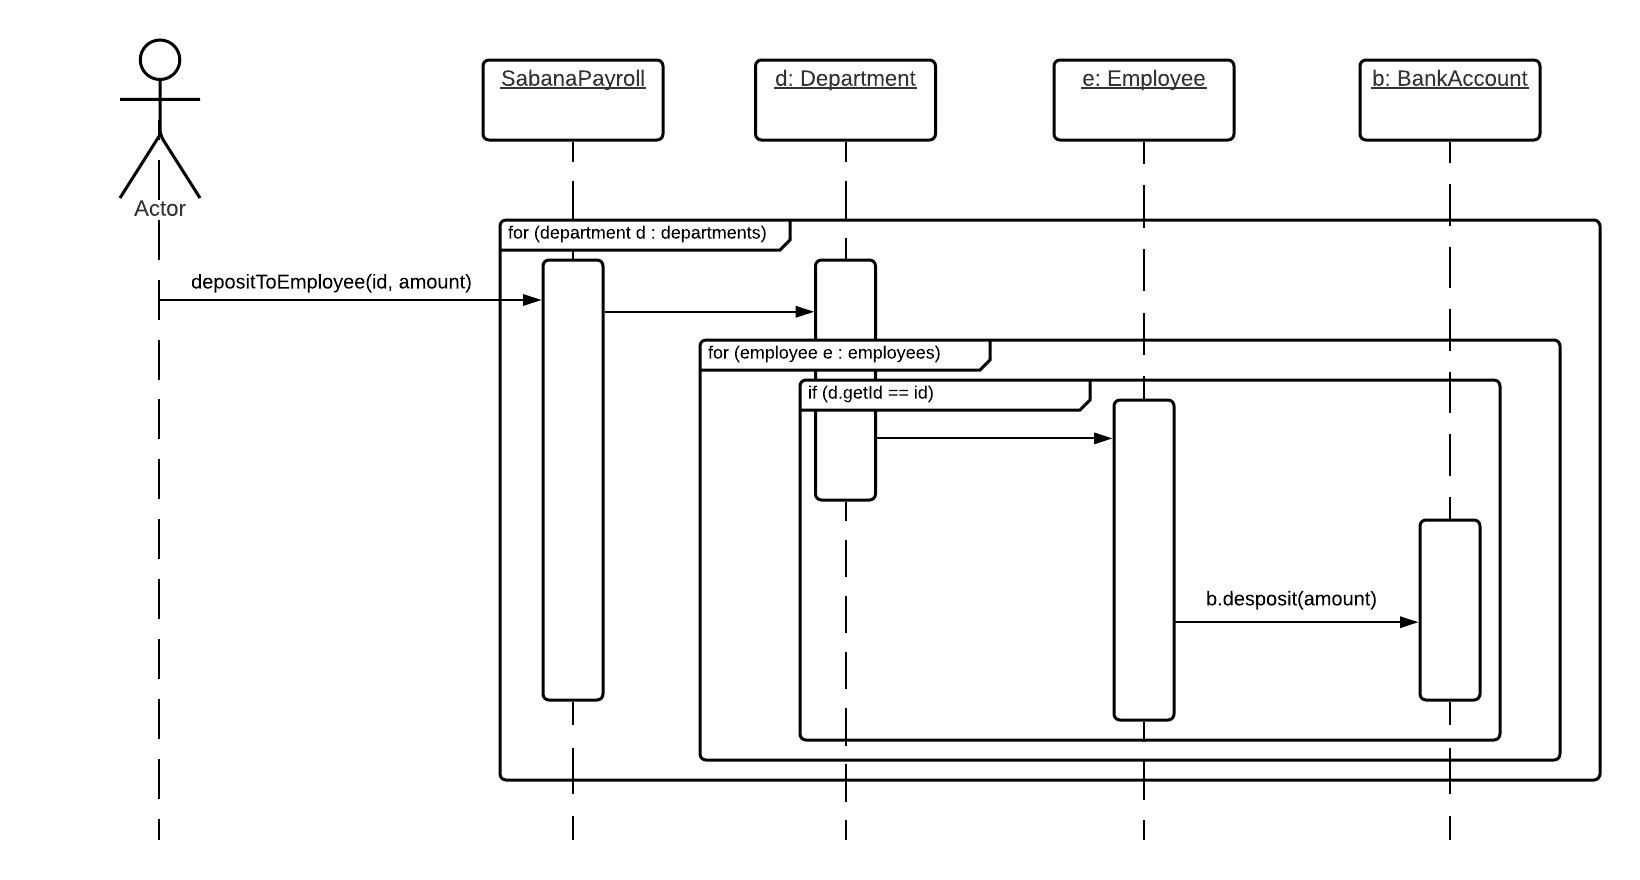 Actor
SabanaPayroll
d: Department
e: Employee
b: BankAccount
for (department d : departments)
depositToEmployee(id, amount)
for (employee e : employees)
if (d.getId == id)
b.desposit(amount)